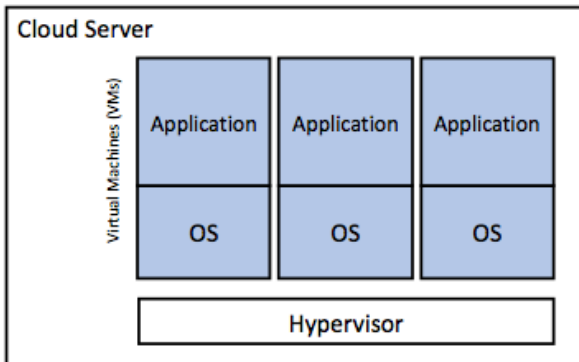 Cloud Server
Virtual Machines (VMs)
Application Application Application
OS OS OS
Hypervisor